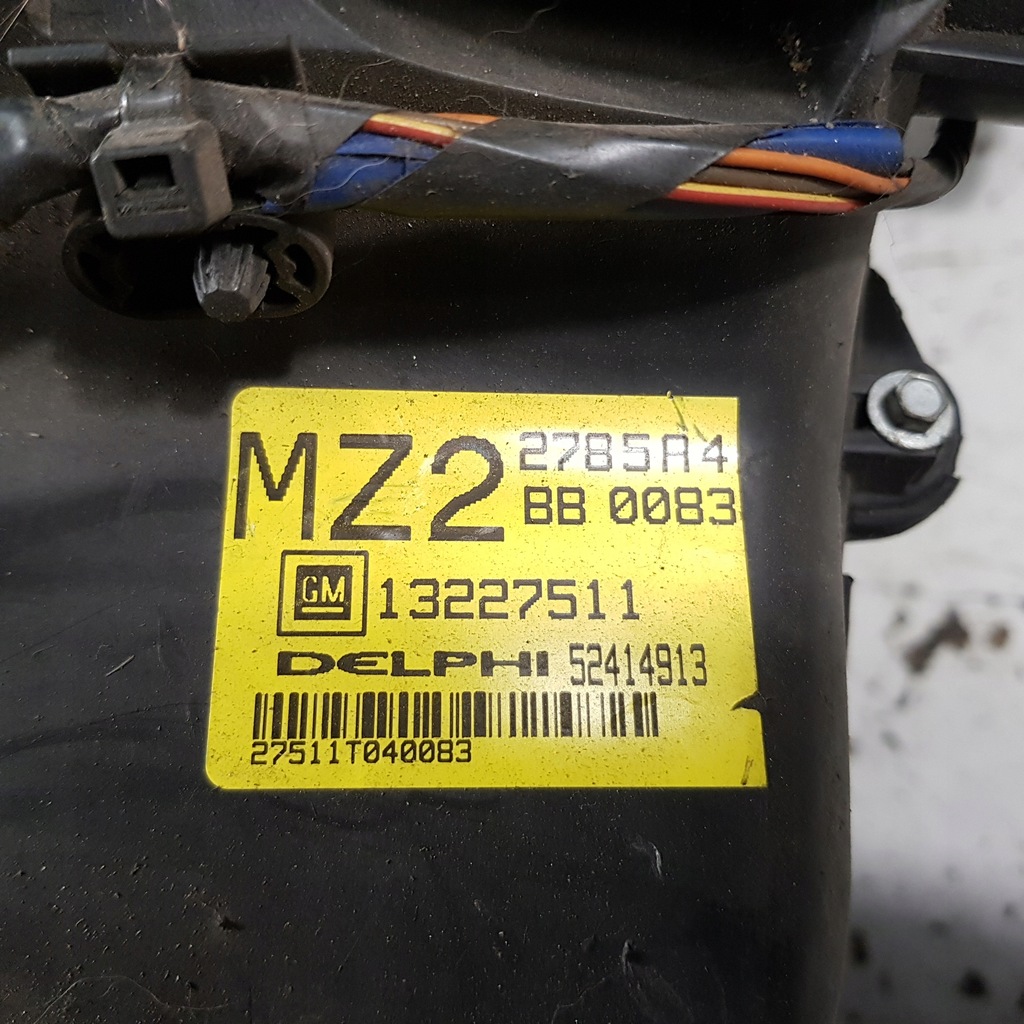 MZ2 2785A4
BB 0083
GM 13227511
DELPHI 52414913
27511T040083